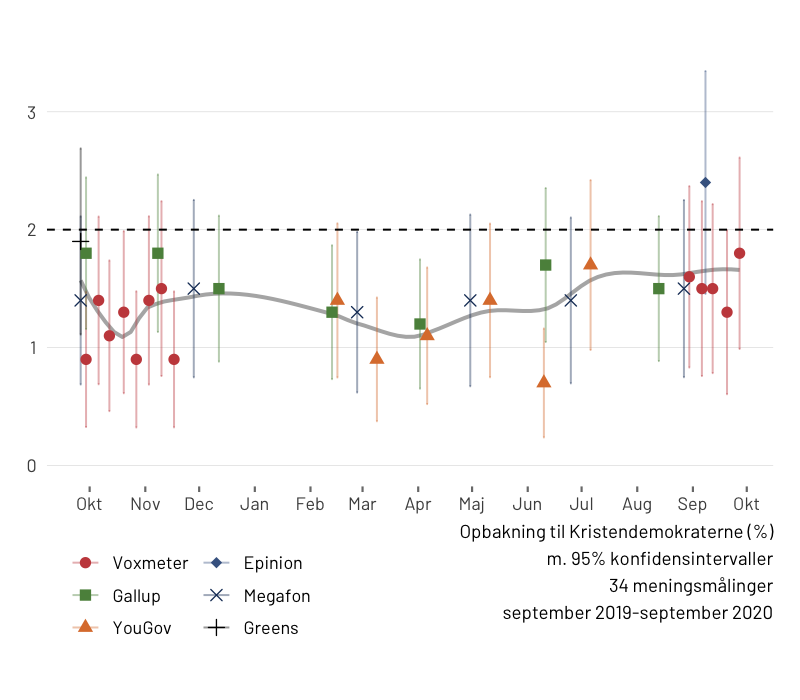 3
2
1
0
Okt Nov Dec Jan Feb Mar Apr Maj Jun Jul Aug Sep Okt
Opbakning til Kristendemokraterne (%)
m. 95% konfidensintervaller
34 meningsmålinger
september 2019-september 2020
Voxmeter Epinion
Gallup Megafon
YouGov Greens